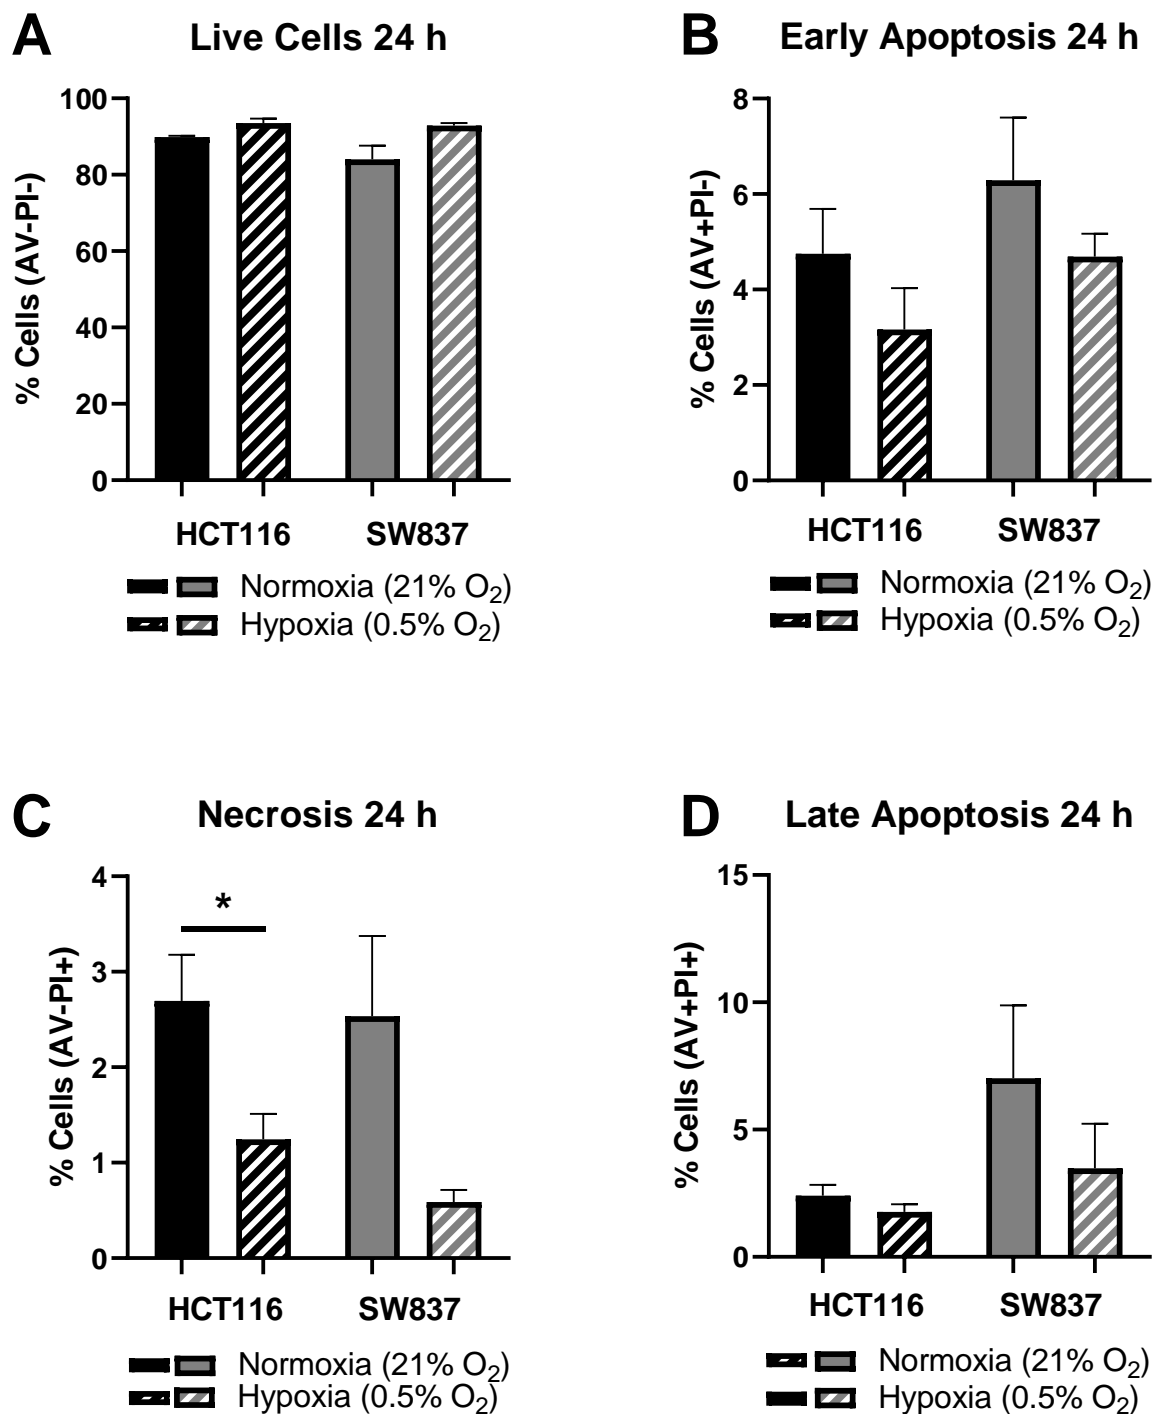 A
Live Cells 24 h
% Cells (AV-PI-)
100
80
60
40
20
0
HCT116 SW837
Normoxia (21% O₂)
Hypoxia (0.5% O₂)
B
Early Apoptosis 24 h
% Cells (AV+PI-)
8
6
4
2
0
HCT116 SW837
Normoxia (21% O₂)
Hypoxia (0.5% O₂)
C
Necrosis 24 h
% Cells (AV-PI+)
4
3
2
1
0
*
HCT116 SW837
Normoxia (21% O₂)
Hypoxia (0.5% O₂)
D
Late Apoptosis 24 h
% Cells (AV+PI+)
15
10
5
0
HCT116 SW837
Normoxia (21% O₂)
Hypoxia (0.5% O₂)